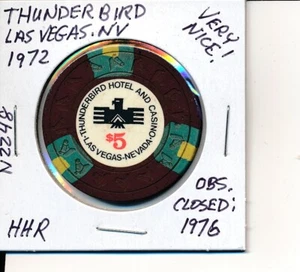 THUNDERBIRD
LAS VEGAS, NV
1972
VERY
NICE!
THUNDERBIRD HOTEL AND CASINO
$5
LAS VEGAS-NEVADA
N2248
HHR
OBS.
CLOSED:
1976